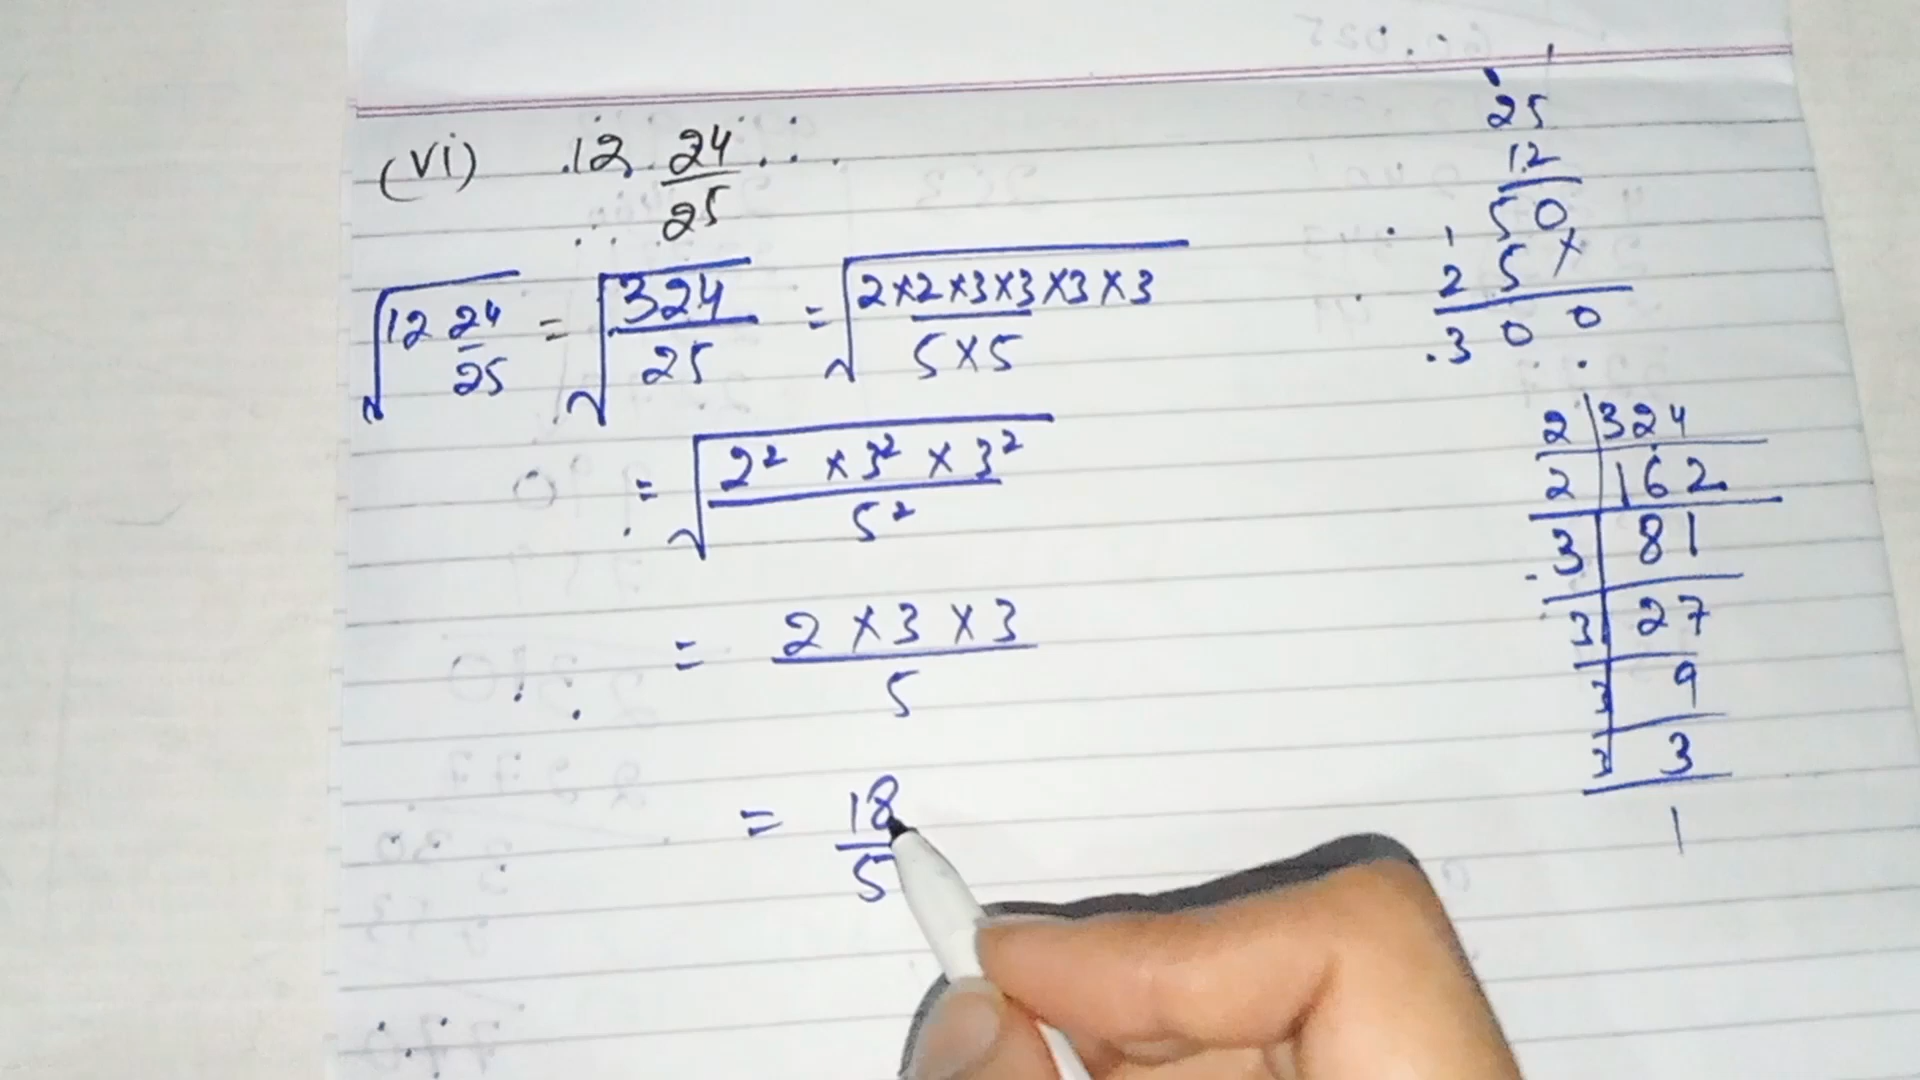 (vi) 12 24/25
√(12 24/25) = √(324/25) = √((2×2×3×3×3×3)/(5×5))
= √((2² × 3² × 3²)/5²)
= (2 × 3 × 3)/5
= 18/5
25
12
50
1
25×
300
2 | 324
2 | 162
3 | 81
3 | 27
3 | 9
3 | 3
1